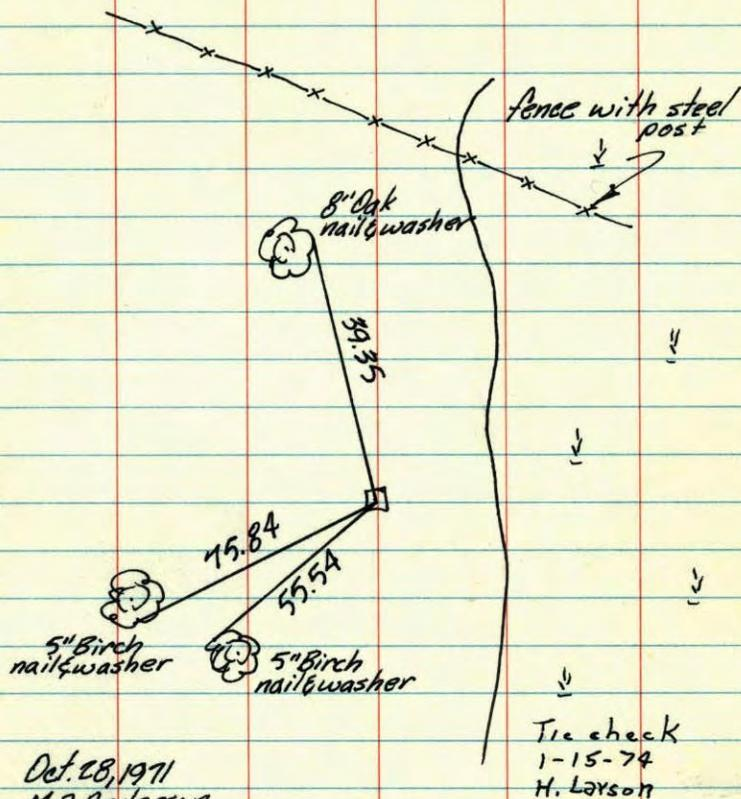 fence with steel
post
8" Oak
nail & washer
39.35
75.84
55.54
5" Birch
nail & washer
5" Birch
nail & washer
Tie check
1-15-74
H. Larson
Oct. 28, 1971